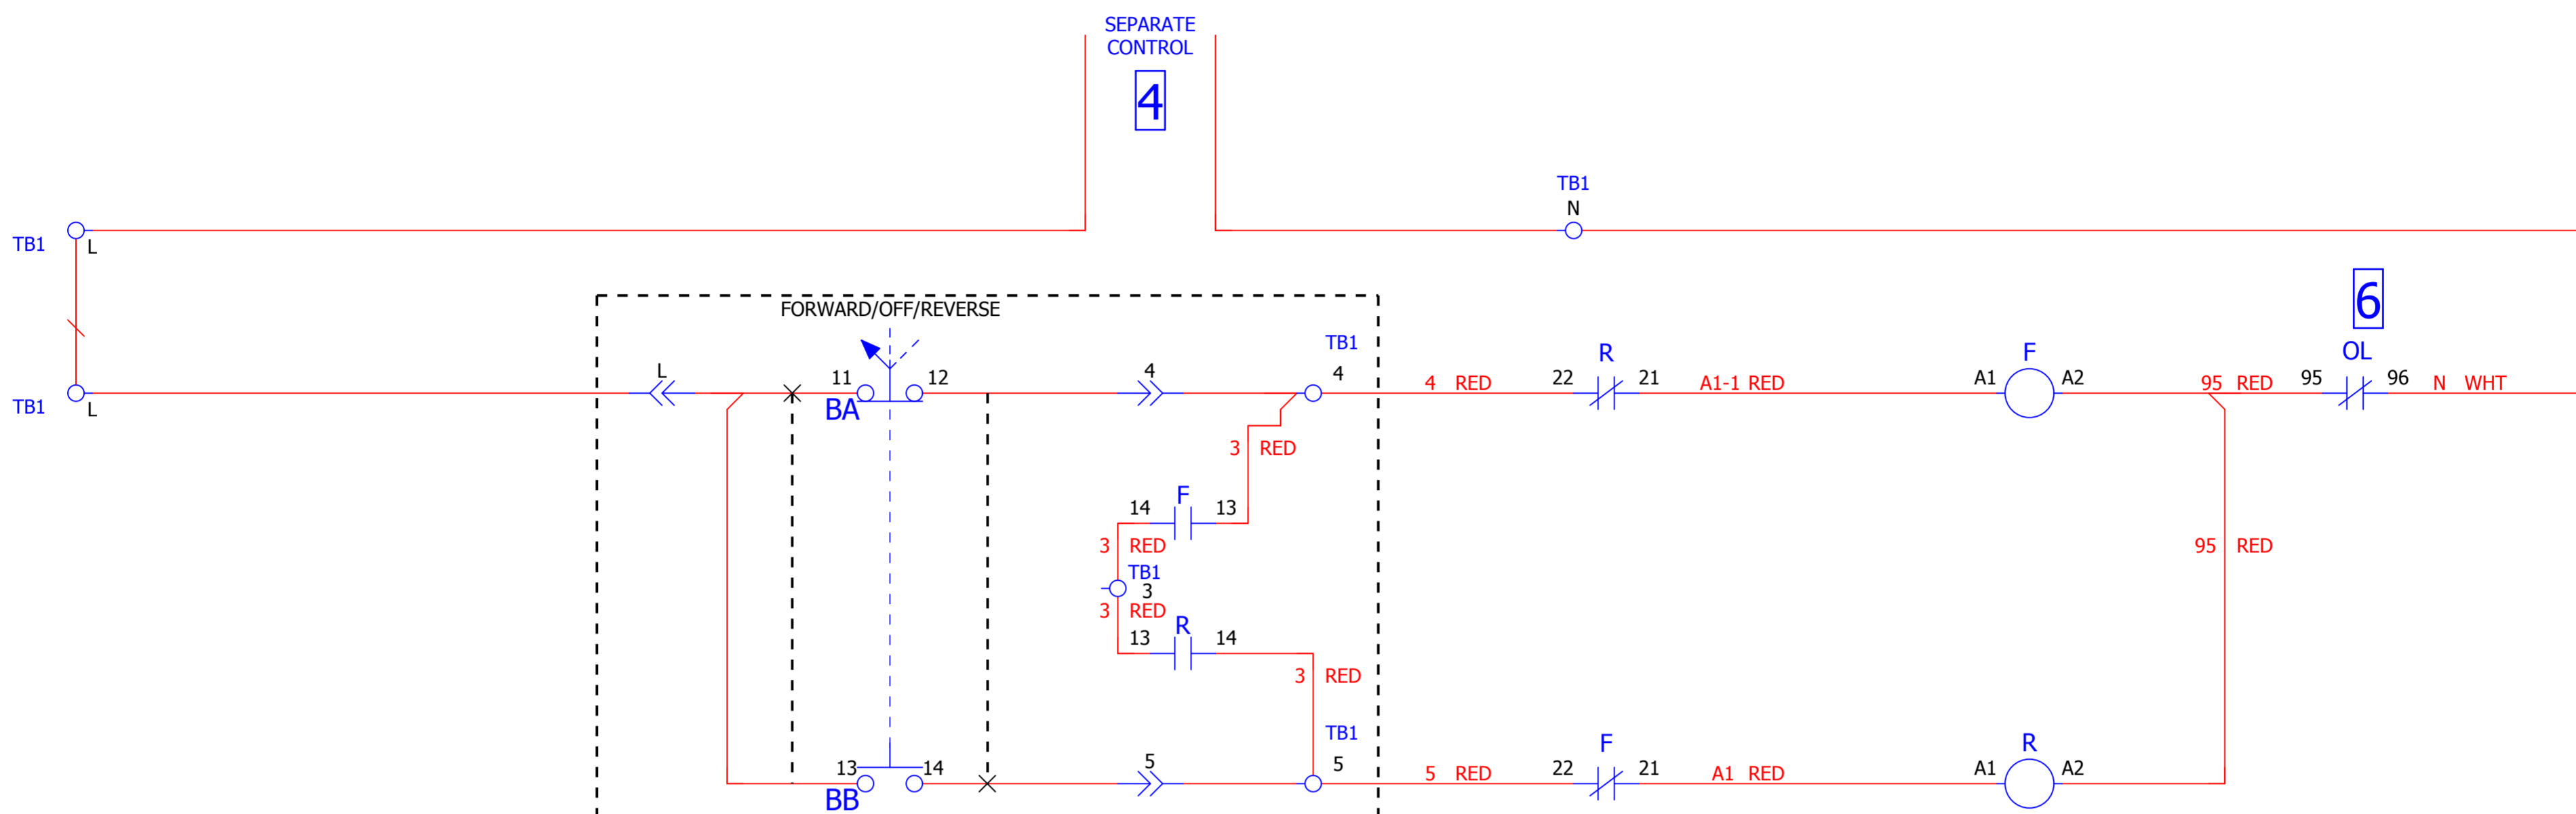 SEPARATE
CONTROL
4
TB1
N
TB1
L
6
FORWARD/OFF/REVERSE
TB1
4
R
F
OL
TB1
L
L
11
12
BA
4
4 RED
22
21
A1-1 RED
A1
A2
95 RED
95
96
N WHT
3 RED
F
14
13
3 RED
95 RED
TB1
3
3 RED
R
13
14
3 RED
TB1
5
F
R
13
14
BB
5
5 RED
22
21
A1 RED
A1
A2